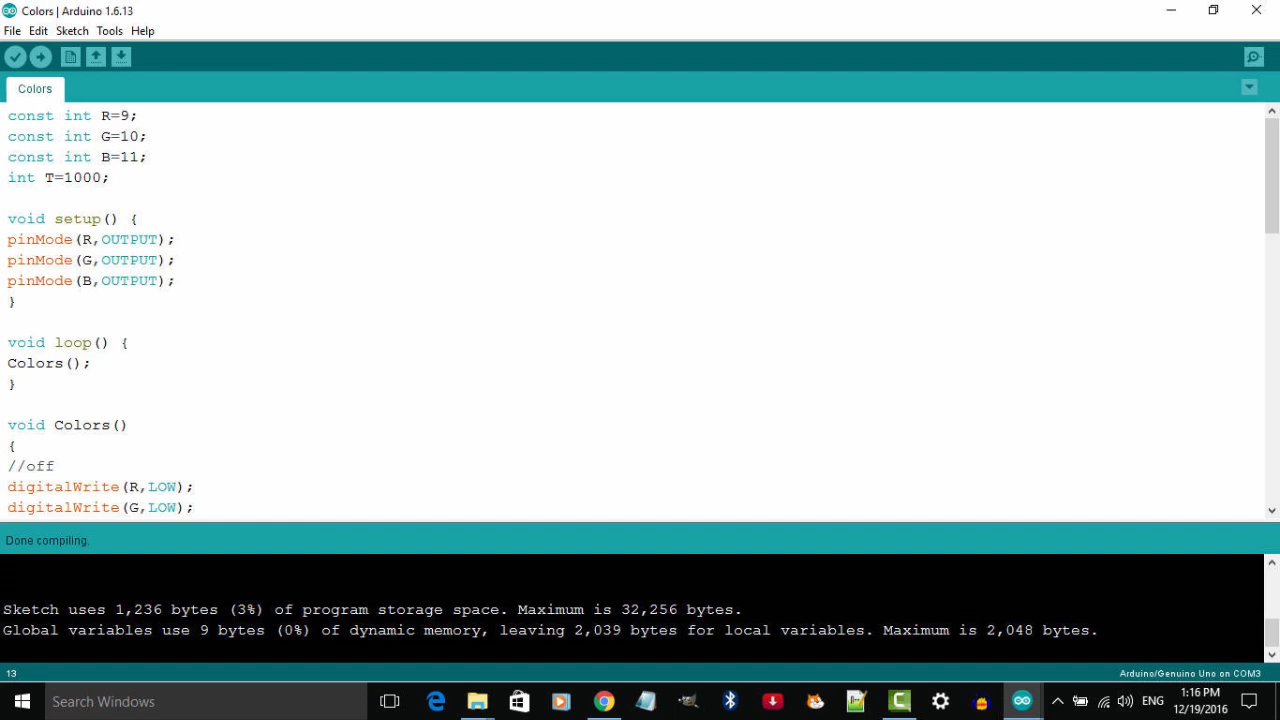 Colors | Arduino 1.6.13
File Edit Sketch Tools Help
Colors
const int R=9;
const int G=10;
const int B=11;
int T=1000;
void setup() {
pinMode(R,OUTPUT);
pinMode(G,OUTPUT);
pinMode(B,OUTPUT);
}
void loop() {
Colors();
}
void Colors()
{
//off
digitalWrite(R,LOW);
digitalWrite(G,LOW);
Done compiling.
Sketch uses 1,236 bytes (3%) of program storage space. Maximum is 32,256 bytes.
Global variables use 9 bytes (0%) of dynamic memory, leaving 2,039 bytes for local variables. Maximum is 2,048 bytes.
13 Arduino/Genuino Uno on COM3
Search Windows ENG 1:16 PM
12/19/2016